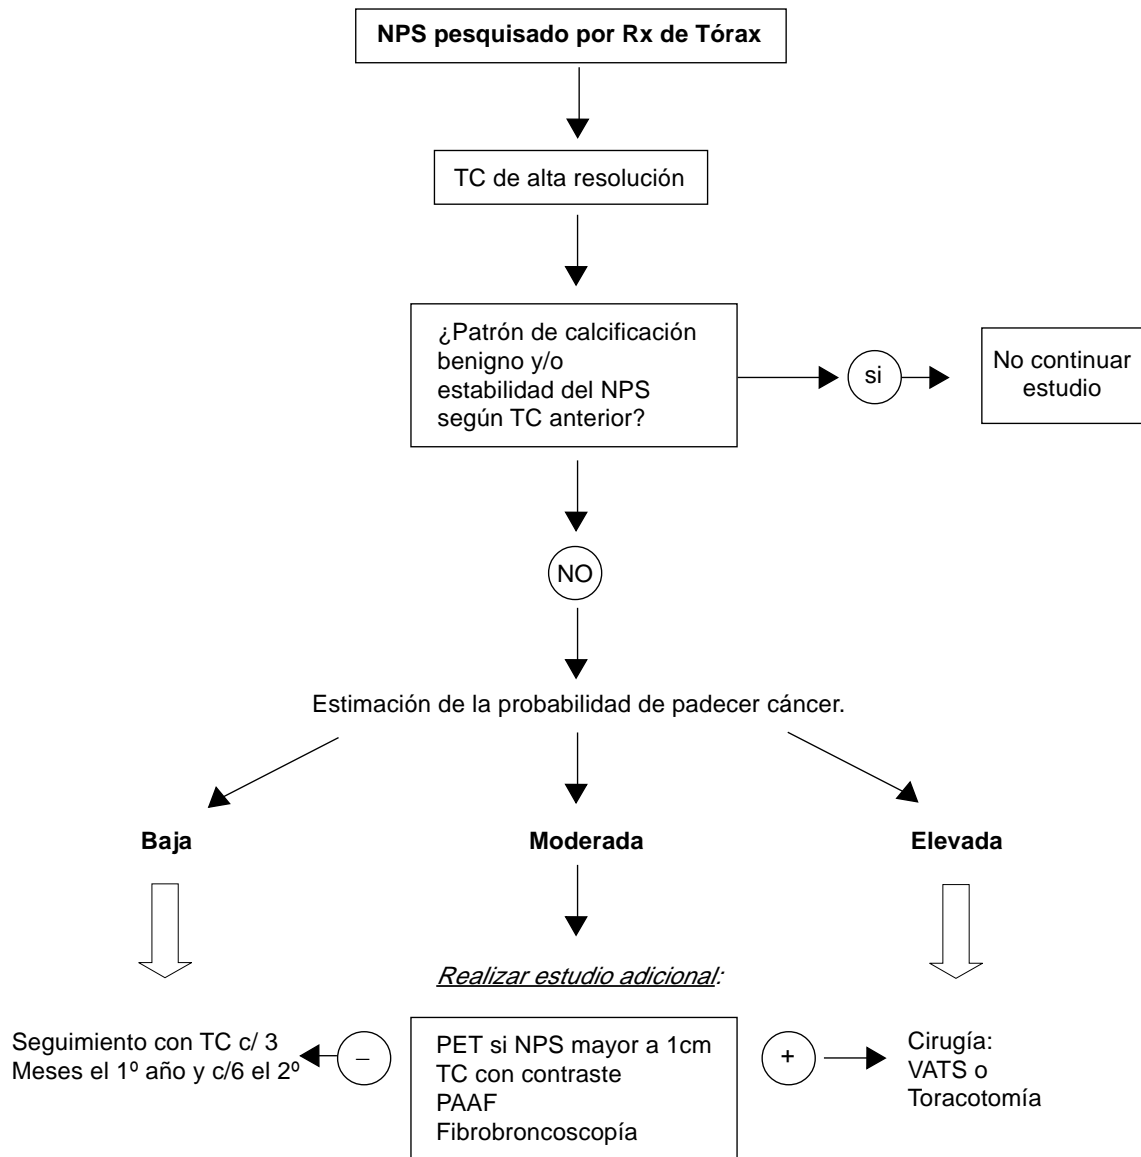 NPS pesquisado por Rx de Tórax
TC de alta resolución
¿Patrón de calcificación
benigno y/o
estabilidad del NPS
según TC anterior?
si
No continuar
estudio
NO
Estimación de la probabilidad de padecer cáncer.
Baja
Moderada
Elevada
Realizar estudio adicional:
Seguimiento con TC c/ 3
Meses el 1º año y c/6 el 2º
–
PET si NPS mayor a 1cm
TC con contraste
PAAF
Fibrobroncoscopía
+
Cirugía:
VATS o
Toracotomía